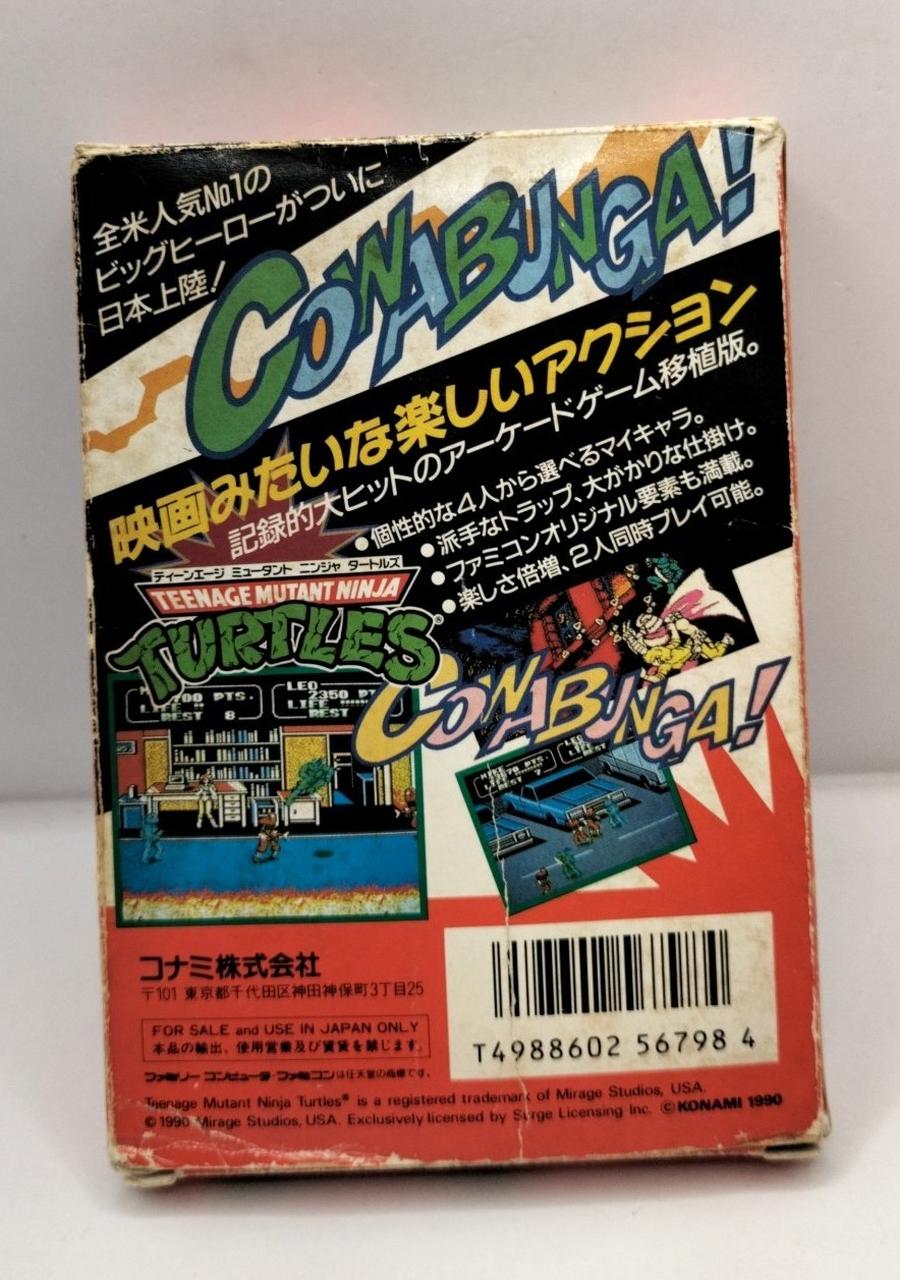 全米人気No.1の
ビッグヒーローがついに
日本上陸!
COWABUNGA!
映画みたいな楽しいアクション
記録的大ヒットのアーケードゲーム移植版。
●個性的な4人から選べるマイキャラ。
●派手なトラップ、大がかりな仕掛け。
●ファミコンオリジナル要素も満載。
●楽しさ倍増、2人同時プレイ可能。
ティーンエージ ミュータント ニンジャ タートルズ
TEENAGE MUTANT NINJA
TURTLES®
COWABUNGA!
700 PTS.
LIFE
REST 8
LEO
2350 PT
LIFE
REST
MIKE
PTS.
LIFE
REST 7
LEO
LIFE
REST
コナミ株式会社
〒101 東京都千代田区神田神保町3丁目25
FOR SALE and USE IN JAPAN ONLY
本品の輸出、使用営業及び賃貸を禁じます。
ファミリー コンピュータ・ファミコンは任天堂の商標です。
T4988602 56798 4
Teenage Mutant Ninja Turtles® is a registered trademark of Mirage Studios, USA.
©1990 Mirage Studios, USA. Exclusively licensed by Surge Licensing Inc. ©KONAMI 1990